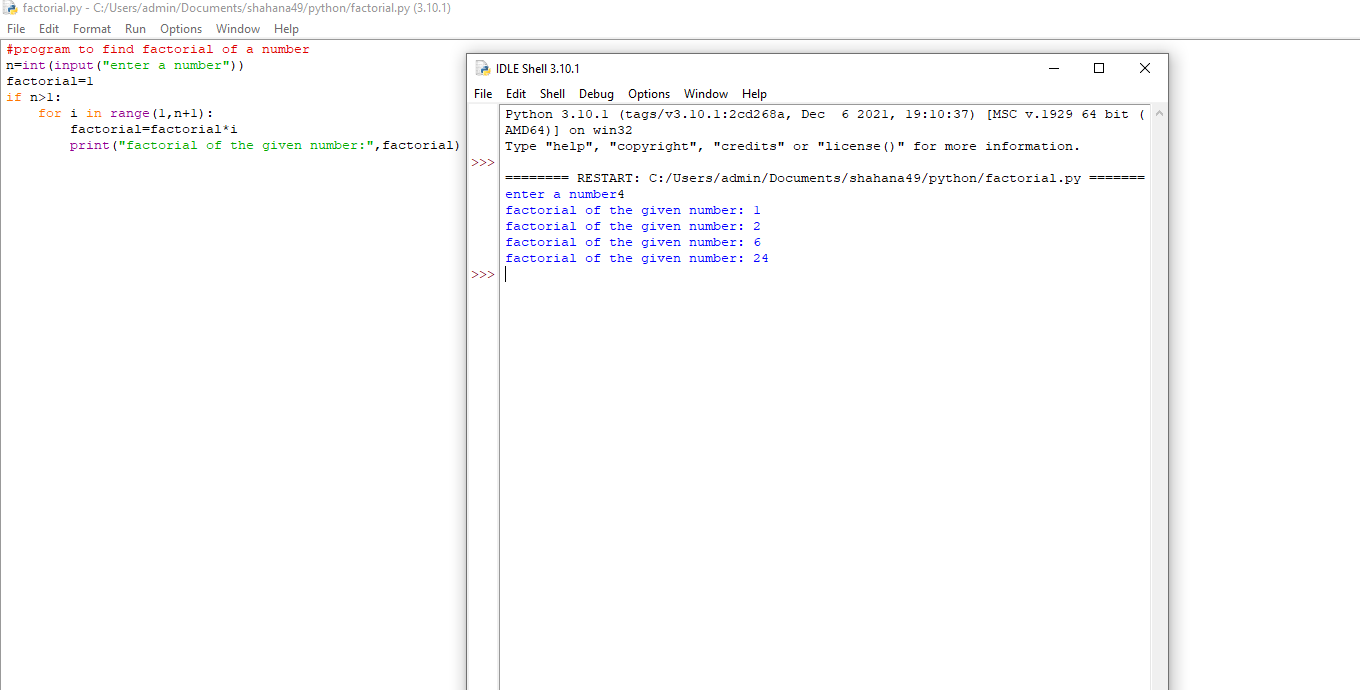 factorial.py - C:/Users/admin/Documents/shahana49/python/factorial.py (3.10.1)
File Edit Format Run Options Window Help
#program to find factorial of a number
n=int(input("enter a number"))
factorial=1
if n>1:
    for i in range(1,n+1):
        factorial=factorial*i
        print("factorial of the given number:",factorial)
IDLE Shell 3.10.1
File Edit Shell Debug Options Window Help
Python 3.10.1 (tags/v3.10.1:2cd268a, Dec  6 2021, 19:10:37) [MSC v.1929 64 bit (
AMD64)] on win32
Type "help", "copyright", "credits" or "license()" for more information.
>>>
======== RESTART: C:/Users/admin/Documents/shahana49/python/factorial.py =======
enter a number4
factorial of the given number: 1
factorial of the given number: 2
factorial of the given number: 6
factorial of the given number: 24
>>>